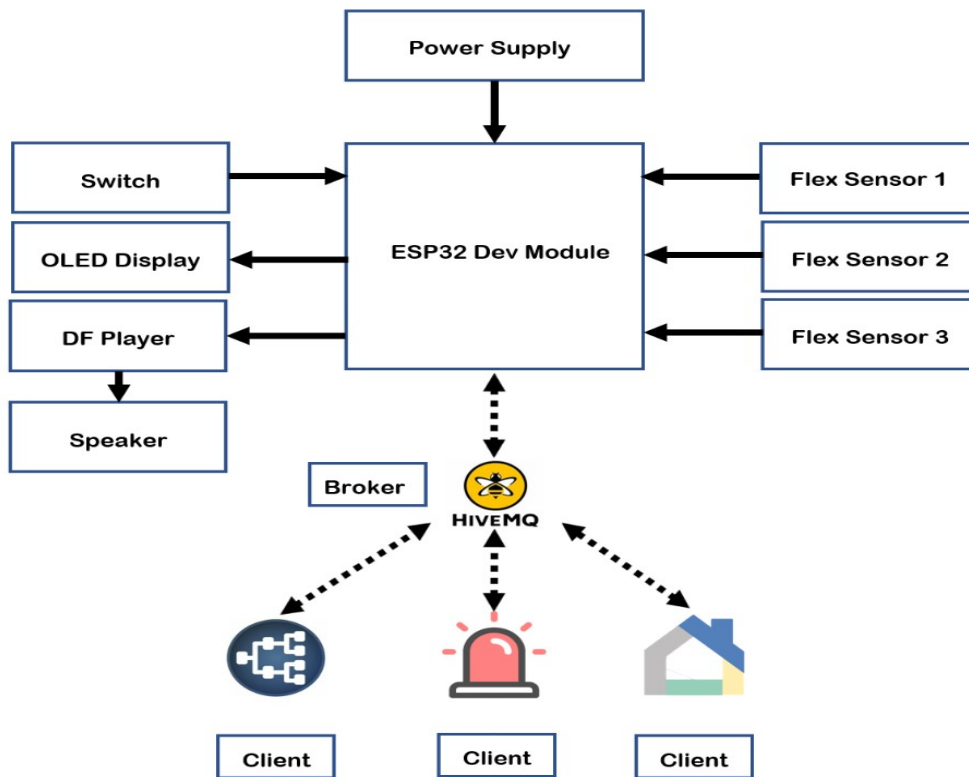 Power Supply
Switch
Flex Sensor 1
OLED Display
ESP32 Dev Module
Flex Sensor 2
DF Player
Flex Sensor 3
Speaker
Broker
HIVEMQ
Client
Client
Client